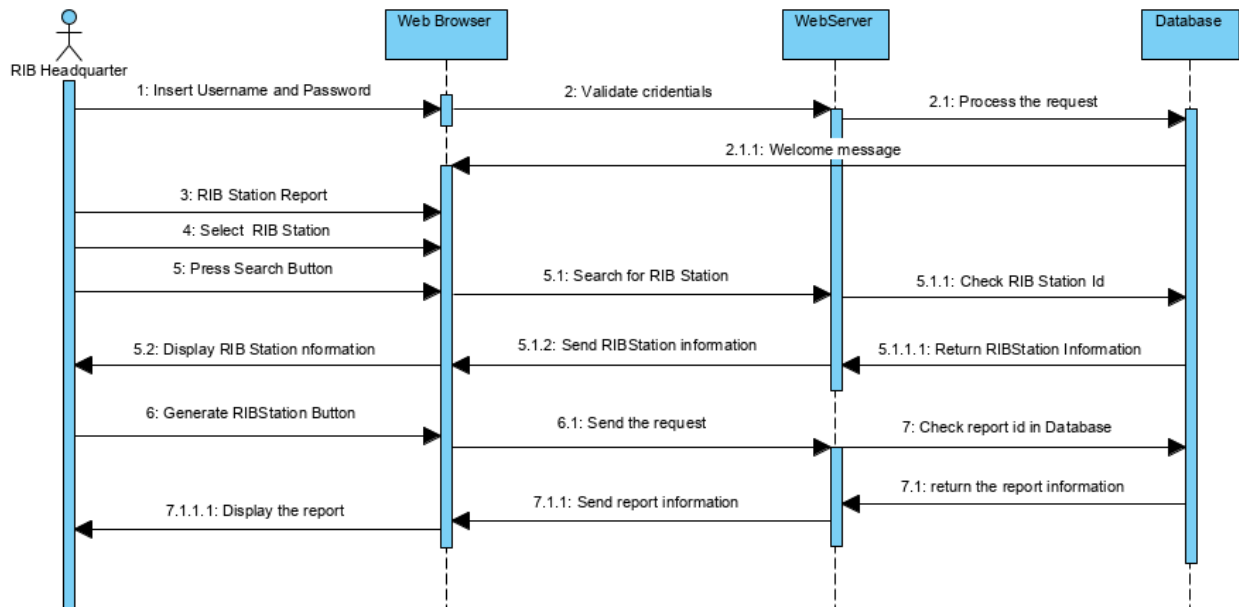 Web Browser
WebServer
Database
RIB Headquarter
1: Insert Username and Password
2: Validate cridentials
2.1: Process the request
2.1.1: Welcome message
3: RIB Station Report
4: Select RIB Station
5: Press Search Button
5.1: Search for RIB Station
5.1.1: Check RIB Station Id
5.2: Display RIB Station nformation
5.1.2: Send RIBStation information
5.1.1.1: Return RIBStation Information
6: Generate RIBStation Button
6.1: Send the request
7: Check report id in Database
7.1.1.1: Display the report
7.1.1: Send report information
7.1: return the report information